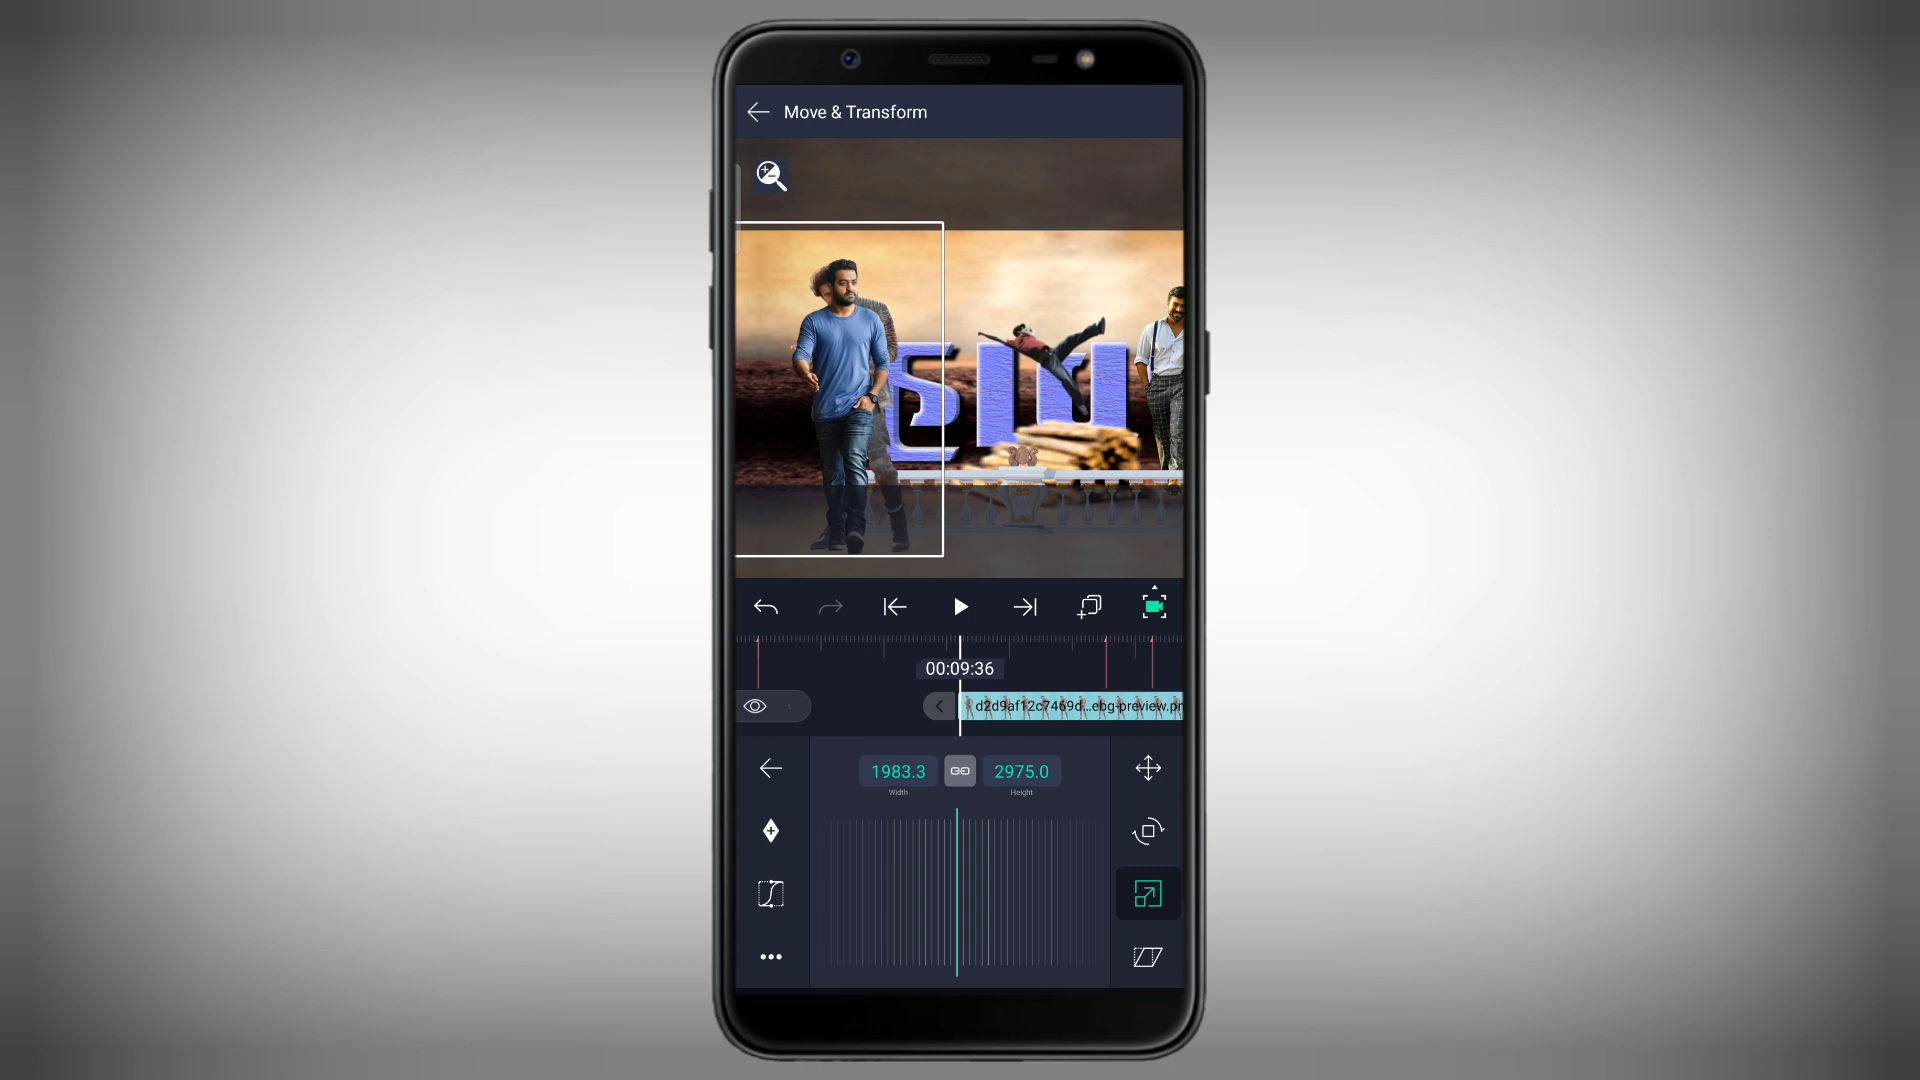 Move & Transform
00:09:36
d2d9af12c7469d...ebg-preview.pn
1983.3
2975.0
Width
Height